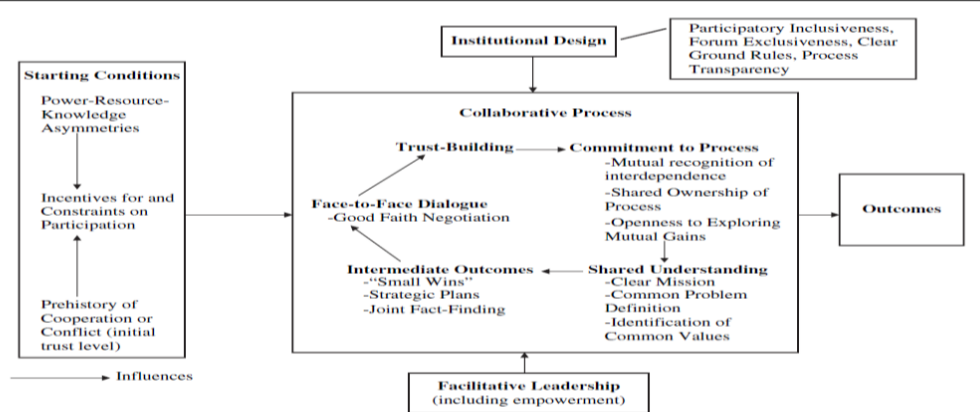 Institutional Design
Participatory Inclusiveness,
Forum Exclusiveness, Clear
Ground Rules, Process
Transparency
Starting Conditions
Power-Resource-
Knowledge
Asymmetries
Incentives for and
Constraints on
Participation
Prehistory of
Cooperation or
Conflict (initial
trust level)
Collaborative Process
Trust-Building
Commitment to Process
-Mutual recognition of
interdependence
-Shared Ownership of
Process
-Openness to Exploring
Mutual Gains
Face-to-Face Dialogue
-Good Faith Negotiation
Intermediate Outcomes
-“Small Wins”
-Strategic Plans
-Joint Fact-Finding
Shared Understanding
-Clear Mission
-Common Problem
Definition
-Identification of
Common Values
Outcomes
Influences
Facilitative Leadership
(including empowerment)